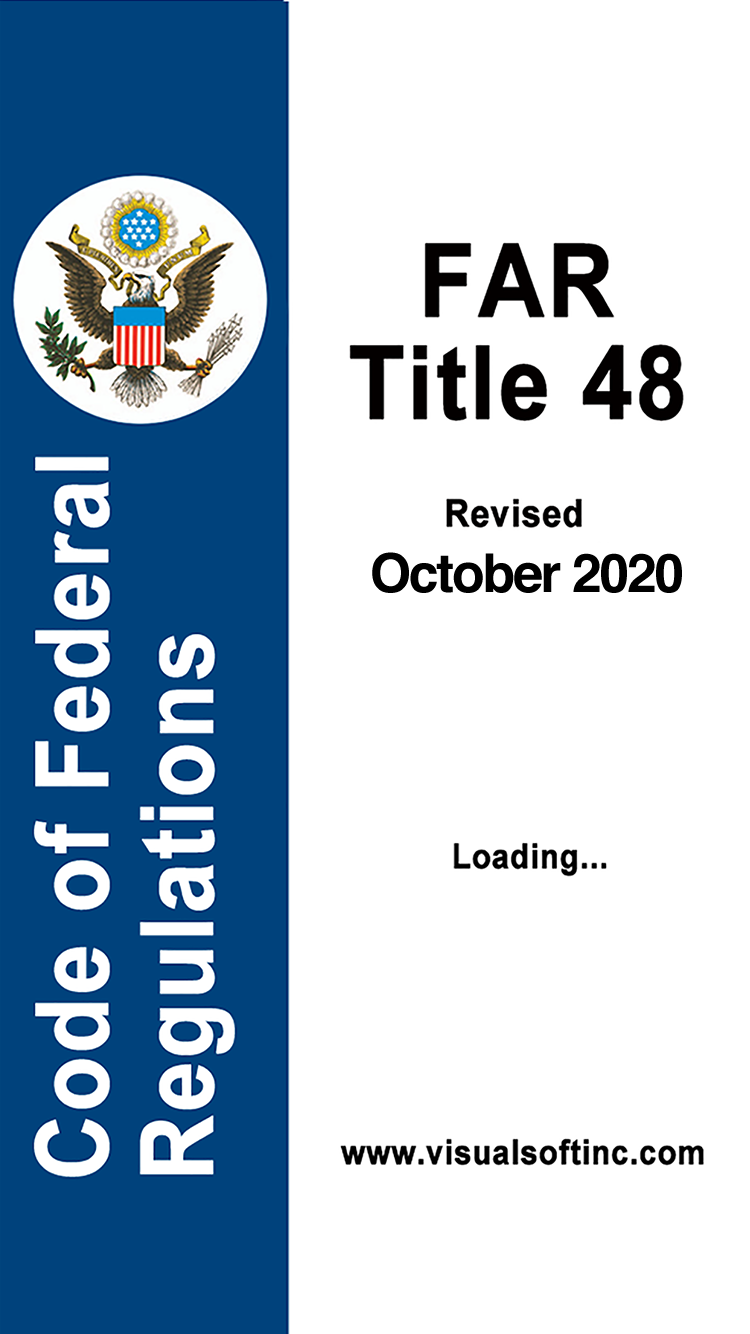 Code of Federal
Regulations
FAR
Title 48
Revised
October 2020
Loading...
www.visualsoftinc.com